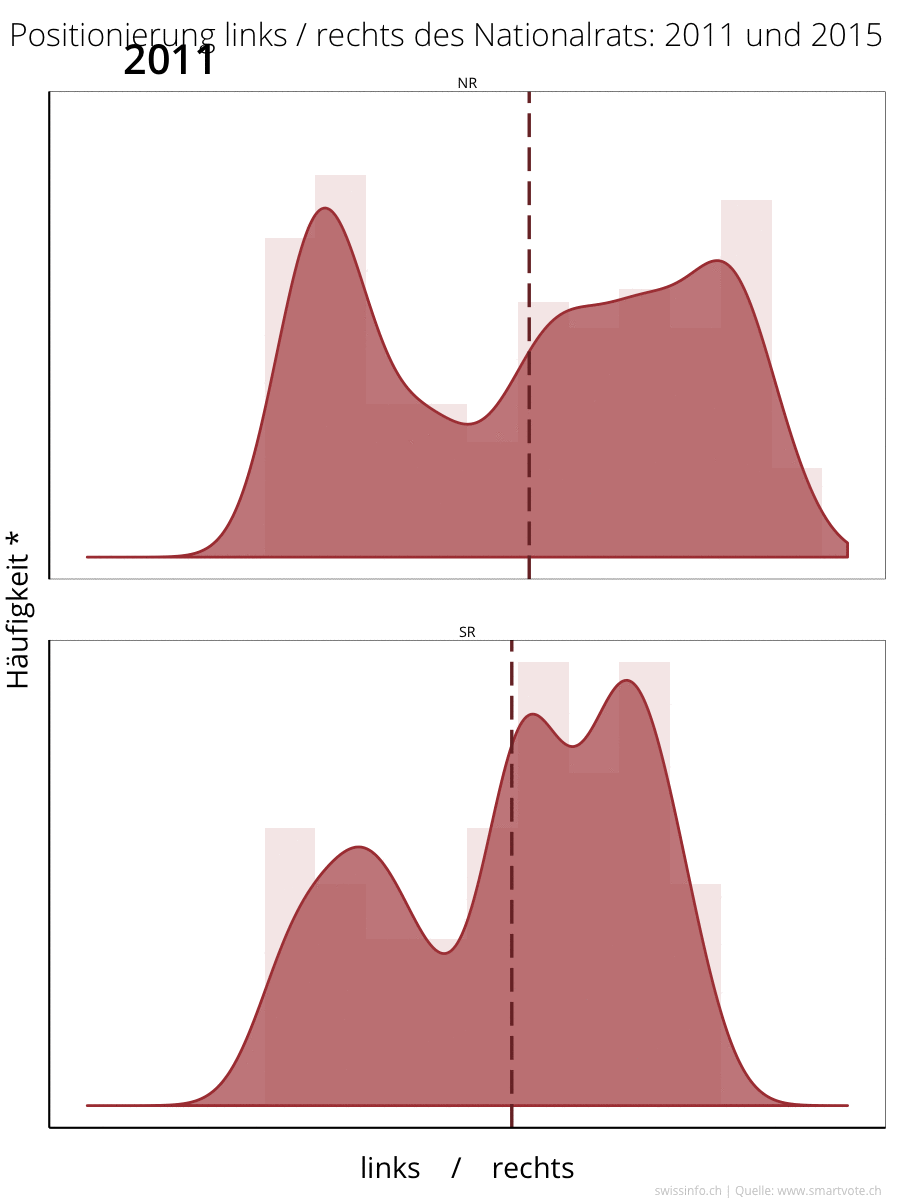 Positionierung links / rechts des Nationalrats: 2011 und 2015
2011
NR
Häufigkeit *
SR
links / rechts
swissinfo.ch | Quelle: www.smartvote.ch